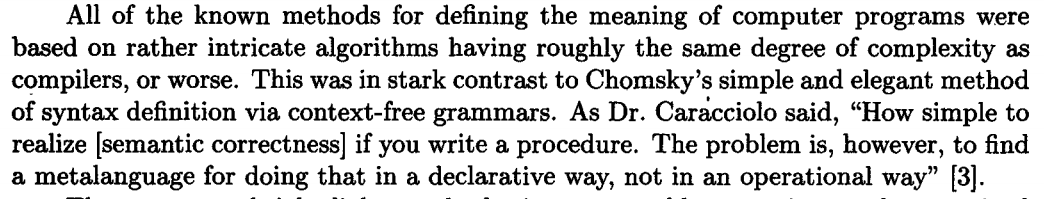 All of the known methods for defining the meaning of computer programs were
based on rather intricate algorithms having roughly the same degree of complexity as
compilers, or worse. This was in stark contrast to Chomsky's simple and elegant method
of syntax definition via context-free grammars. As Dr. Caracciolo said, "How simple to
realize [semantic correctness] if you write a procedure. The problem is, however, to find
a metalanguage for doing that in a declarative way, not in an operational way" [3].